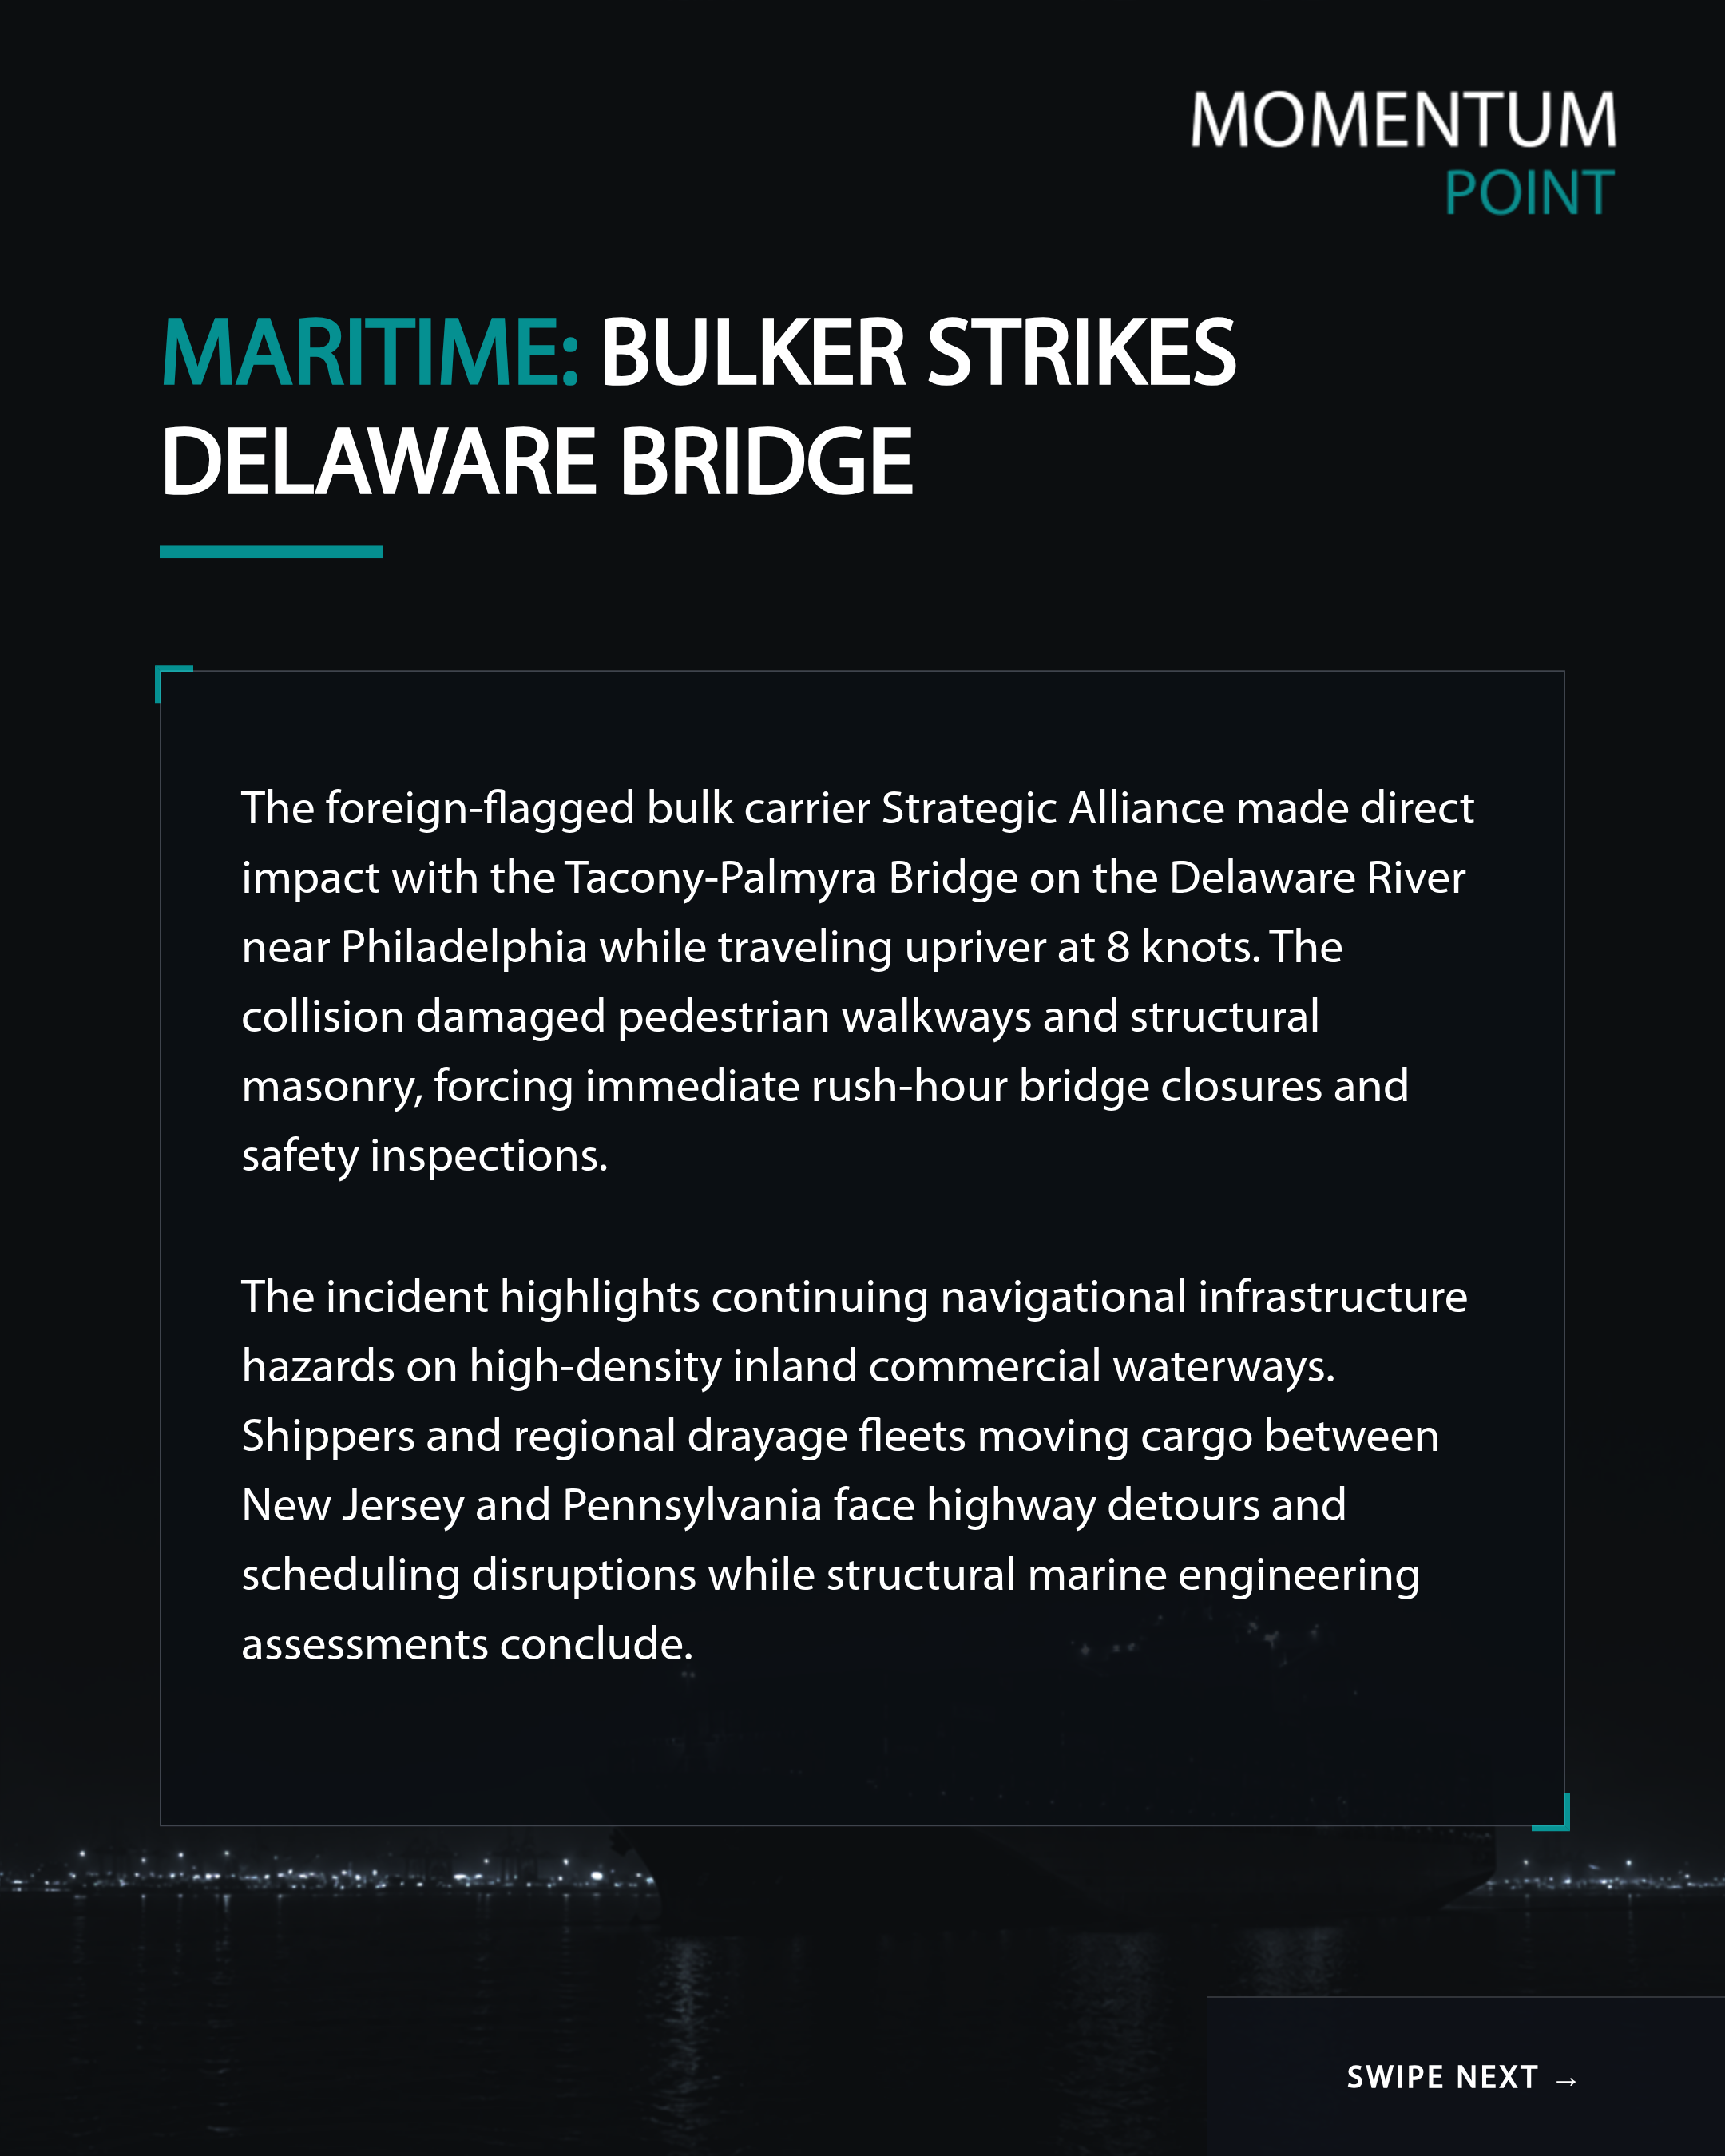 MOMENTUM
POINT
MARITIME: BULKER STRIKES
DELAWARE BRIDGE
The foreign-flagged bulk carrier Strategic Alliance made direct
impact with the Tacony-Palmyra Bridge on the Delaware River
near Philadelphia while traveling upriver at 8 knots. The
collision damaged pedestrian walkways and structural
masonry, forcing immediate rush-hour bridge closures and
safety inspections.
The incident highlights continuing navigational infrastructure
hazards on high-density inland commercial waterways.
Shippers and regional drayage fleets moving cargo between
New Jersey and Pennsylvania face highway detours and
scheduling disruptions while structural marine engineering
assessments conclude.
SWIPE NEXT →